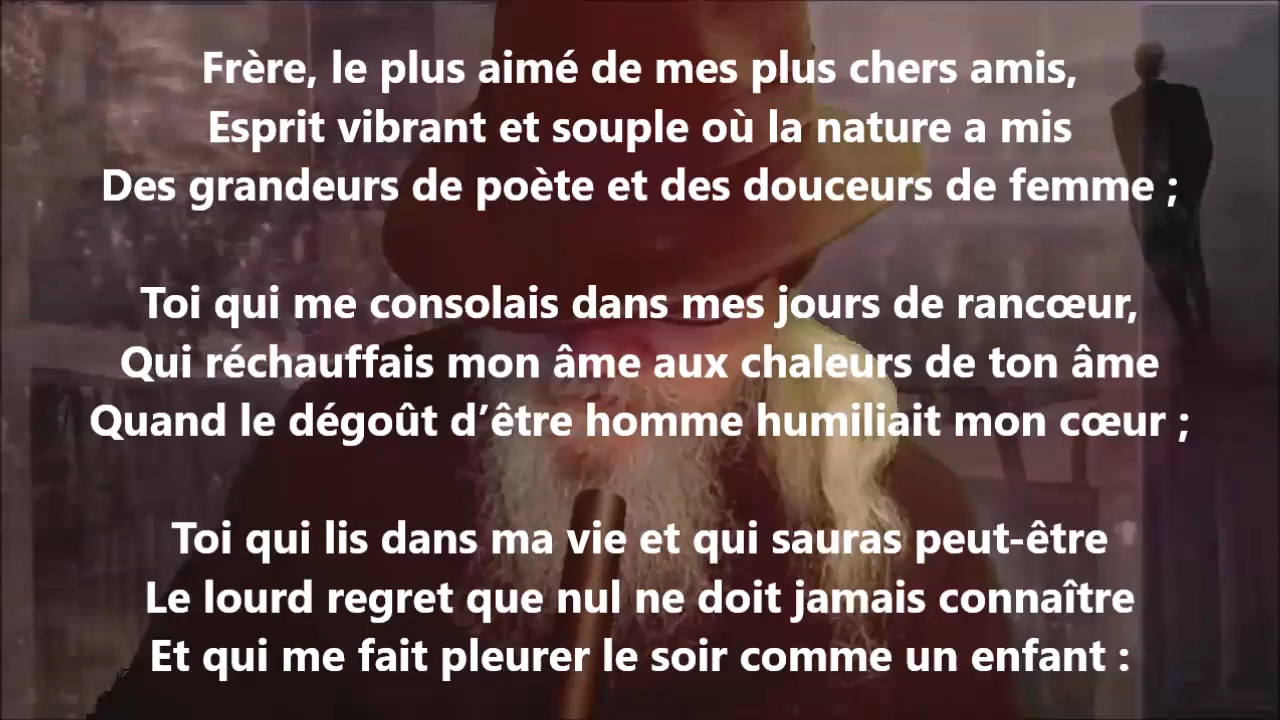 Frère, le plus aimé de mes plus chers amis,
Esprit vibrant et souple où la nature a mis
Des grandeurs de poète et des douceurs de femme ;
Toi qui me consolais dans mes jours de rancœur,
Qui réchauffais mon âme aux chaleurs de ton âme
Quand le dégoût d’être homme humiliait mon cœur ;
Toi qui lis dans ma vie et qui sauras peut-être
Le lourd regret que nul ne doit jamais connaître
Et qui me fait pleurer le soir comme un enfant :